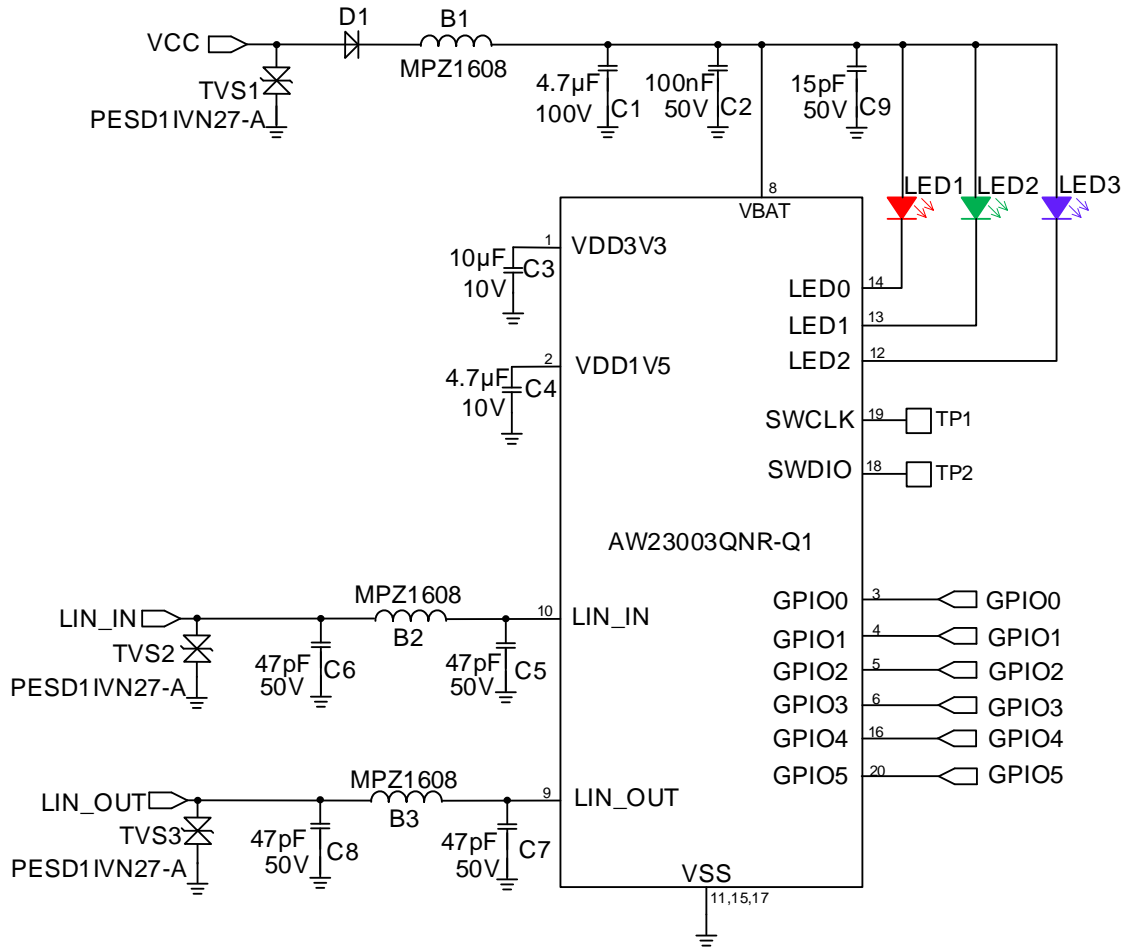 D1
B1
VCC
MPZ1608
TVS1
PESD1IVN27-A
4.7μF
100V
C1
100nF
50V
C2
15pF
50V
C9
LED1
LED2
LED3
8
VBAT
1
VDD3V3
10μF
10V
C3
2
VDD1V5
4.7μF
10V
C4
LED0
14
LED1
13
LED2
12
SWCLK
19
TP1
SWDIO
18
TP2
AW23003QNR-Q1
LIN_IN
TVS2
PESD1IVN27-A
47pF
50V
C6
MPZ1608
B2
47pF
50V
C5
10
LIN_IN
GPIO0
3
GPIO0
GPIO1
4
GPIO1
GPIO2
5
GPIO2
GPIO3
6
GPIO3
GPIO4
16
GPIO4
GPIO5
20
GPIO5
LIN_OUT
TVS3
PESD1IVN27-A
47pF
50V
C8
MPZ1608
B3
47pF
50V
C7
9
LIN_OUT
VSS
11,15,17